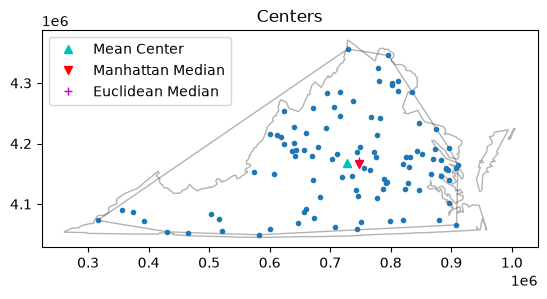 Centers
1e6
Mean Center
Manhattan Median
Euclidean Median
4.3
4.2
4.1
0.3 0.4 0.5 0.6 0.7 0.8 0.9 1.0
1e6